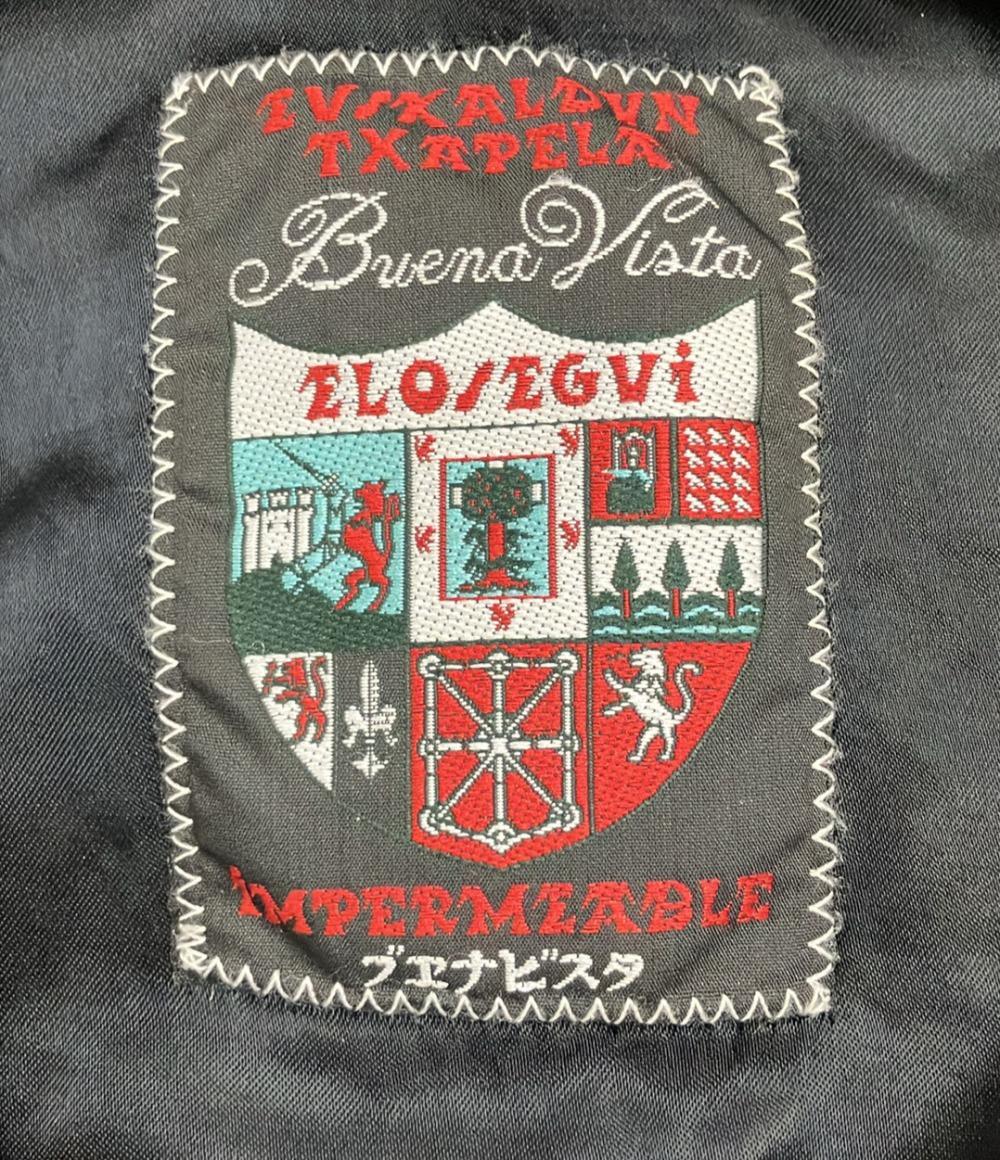 EUSKALDUN
TXAPELA
Buena Vista
ELOSEGUi
iMPERMEABLE
ブエナビスタ